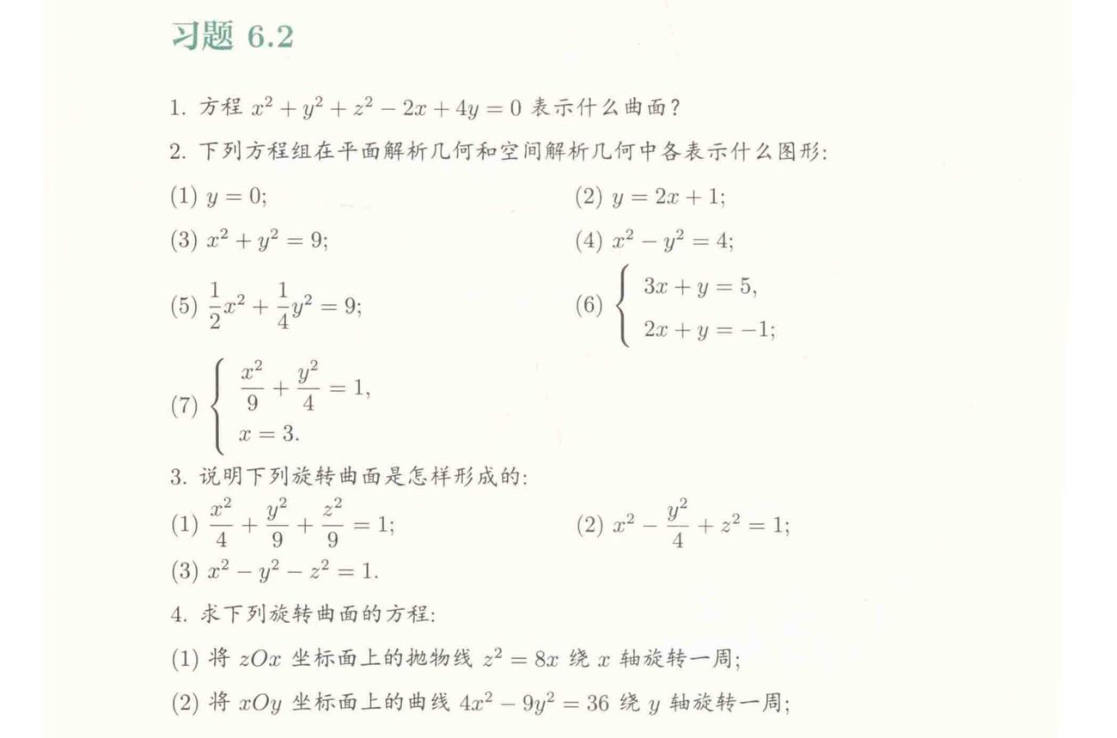 习题 6.2
1. 方程 x² + y² + z² − 2x + 4y = 0 表示什么曲面?
2. 下列方程组在平面解析几何和空间解析几何中各表示什么图形:
(1) y = 0; (2) y = 2x + 1;
(3) x² + y² = 9; (4) x² − y² = 4;
(5) \frac{1}{2}x² + \frac{1}{4}y² = 9; (6) { 3x + y = 5,
2x + y = −1;
(7) { \frac{x²}{9} + \frac{y²}{4} = 1,
x = 3.
3. 说明下列旋转曲面是怎样形成的:
(1) \frac{x²}{4} + \frac{y²}{9} + \frac{z²}{9} = 1; (2) x² − \frac{y²}{4} + z² = 1;
(3) x² − y² − z² = 1.
4. 求下列旋转曲面的方程:
(1) 将 zOx 坐标面上的抛物线 z² = 8x 绕 x 轴旋转一周;
(2) 将 xOy 坐标面上的曲线 4x² − 9y² = 36 绕 y 轴旋转一周;